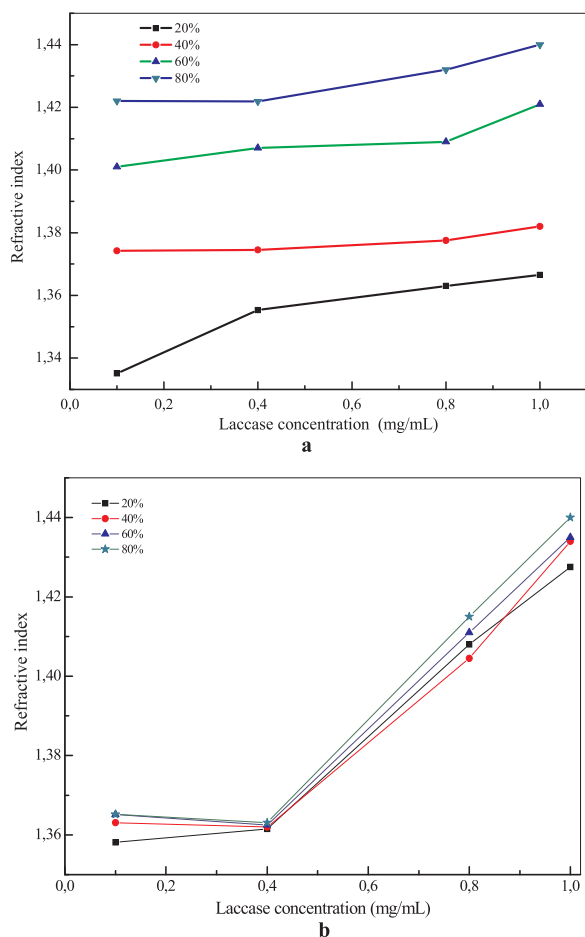 20%
40%
60%
80%
1,44
1,42
1,40
1,38
1,36
1,34
Refractive index
0,0 0,2 0,4 0,6 0,8 1,0
Laccase concentration (mg/mL)
a
20%
40%
60%
80%
1,44
1,42
1,40
1,38
1,36
Refractive index
0,0 0,2 0,4 0,6 0,8 1,0
Laccase concentration (mg/mL)
b